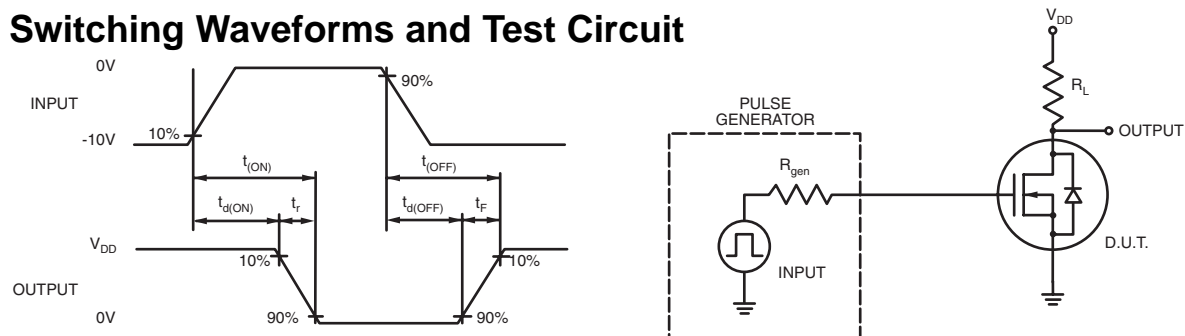 Switching Waveforms and Test Circuit
0V
INPUT
-10V
10%
90%
t(ON)
t(OFF)
td(ON)
tr
td(OFF)
tF
VDD
10%
10%
OUTPUT
0V
90%
90%
PULSE
GENERATOR
Rgen
INPUT
VDD
RL
OUTPUT
D.U.T.